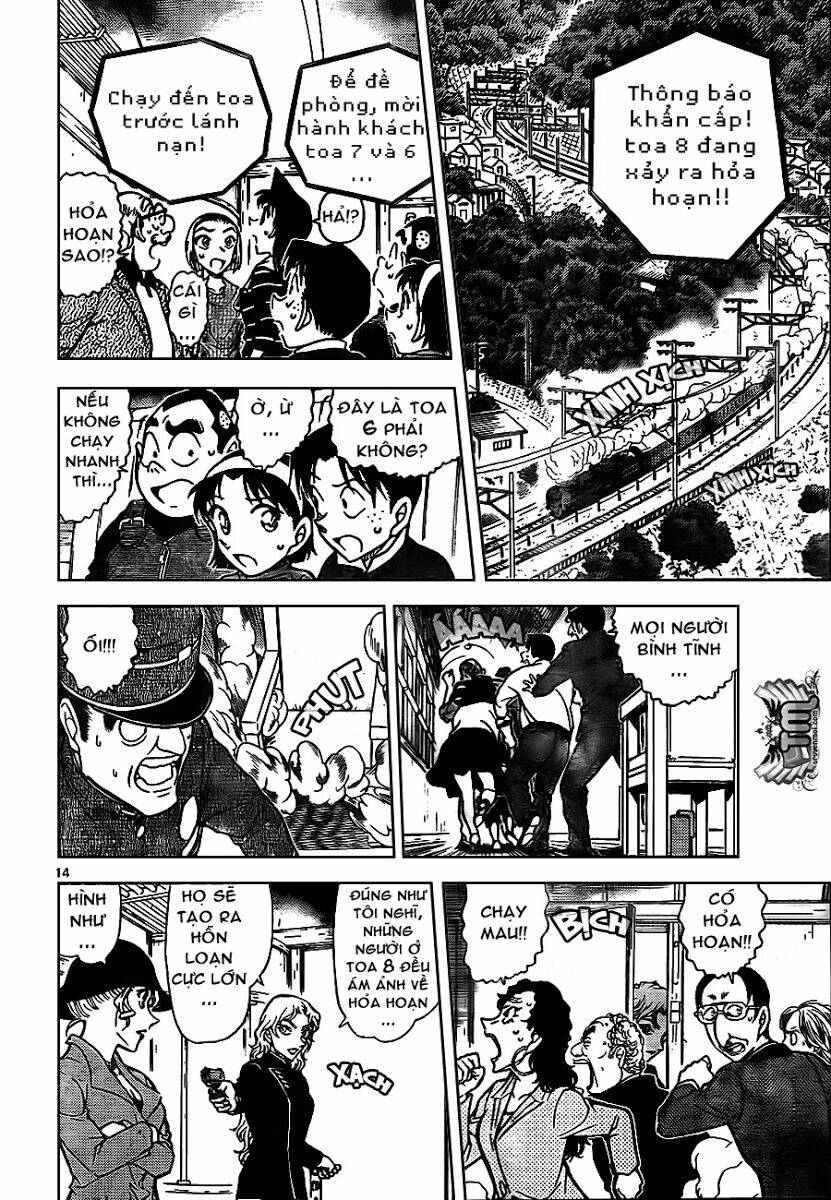 Thông báo
khẩn cấp!
toa 8 đang
xảy ra hỏa
hoạn!!
Để đề
phòng, mời
hành khách
toa 7 và 6
...
Chạy đến toa
trước lánh
nạn!
HẢ!?
CÁI
GÌ
...
HỎA
HOẠN
SAO!?
XÌNH XỊCH
XÌNH XỊCH
ĐÂY LÀ TOA
6 PHẢI
KHÔNG?
Ờ, Ừ
...
NẾU
KHÔNG
CHẠY
NHANH
THÌ...
MỌI NGƯỜI
BÌNH TĨNH
...
ÁÁÁAAA
PHỤT
ỐI!!!
TM
truyenmoi.com
14
CÓ
HỎA
HOẠN!!
BỊCH
CHẠY
MAU!!
ĐÚNG NHƯ
TÔI NGHĨ,
NHỮNG
NGƯỜI Ở
TOA 8 ĐỀU
ÁM ẢNH VỀ
HỎA HOẠN
HỌ SẼ
TẠO RA
HỖN
LOẠN
CỰC LỚN
...
XẠCH
HÌNH
NHƯ
...